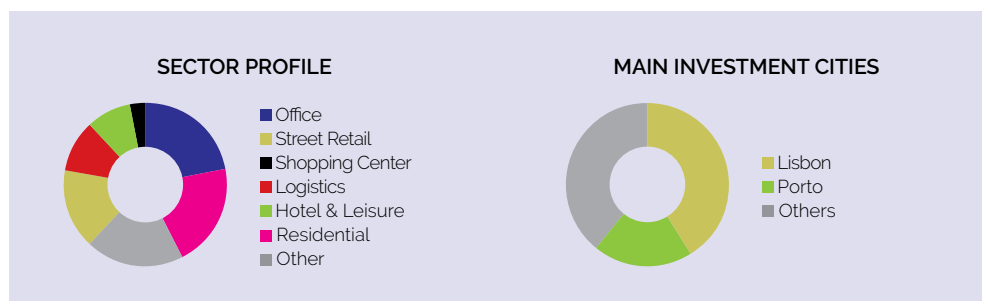 SECTOR PROFILE
Office
Street Retail
Shopping Center
Logistics
Hotel & Leisure
Residential
Other
MAIN INVESTMENT CITIES
Lisbon
Porto
Others